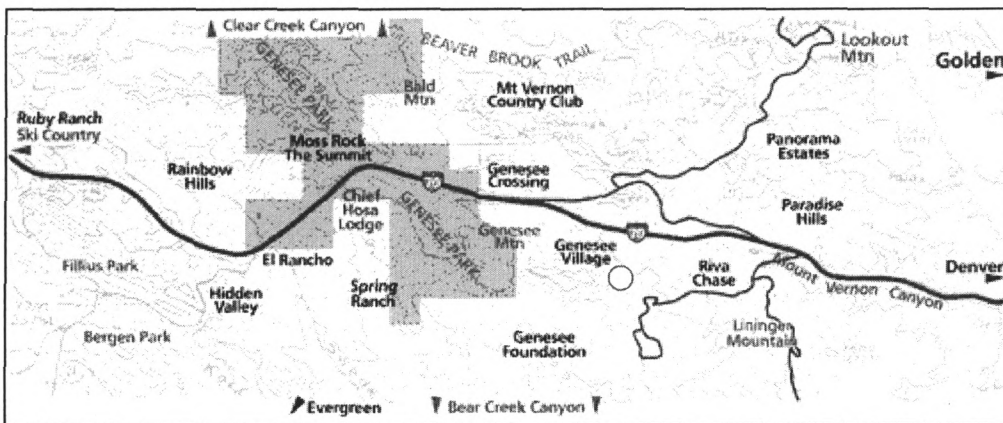 Clear Creek Canyon
GENESEE PARK
BEAVER BROOK TRAIL
Lookout
Mtn
Golden
Bald
Mtn
Mt Vernon
Country Club
Ruby Ranch
Ski Country
Moss Rock
The Summit
Panorama
Estates
Rainbow
Hills
Genesee
Crossing
70
Chief
Hosa
Lodge
GENESEE PARK
Paradise
Hills
Genesee
Mtn
Genesee
Village
70
El Rancho
Fillius Park
Spring
Ranch
Riva
Chase
Mount Vernon Canyon
Denver
Hidden
Valley
Bergen Park
Genesee
Foundation
Lininger
Mountain
Evergreen
Bear Creek Canyon